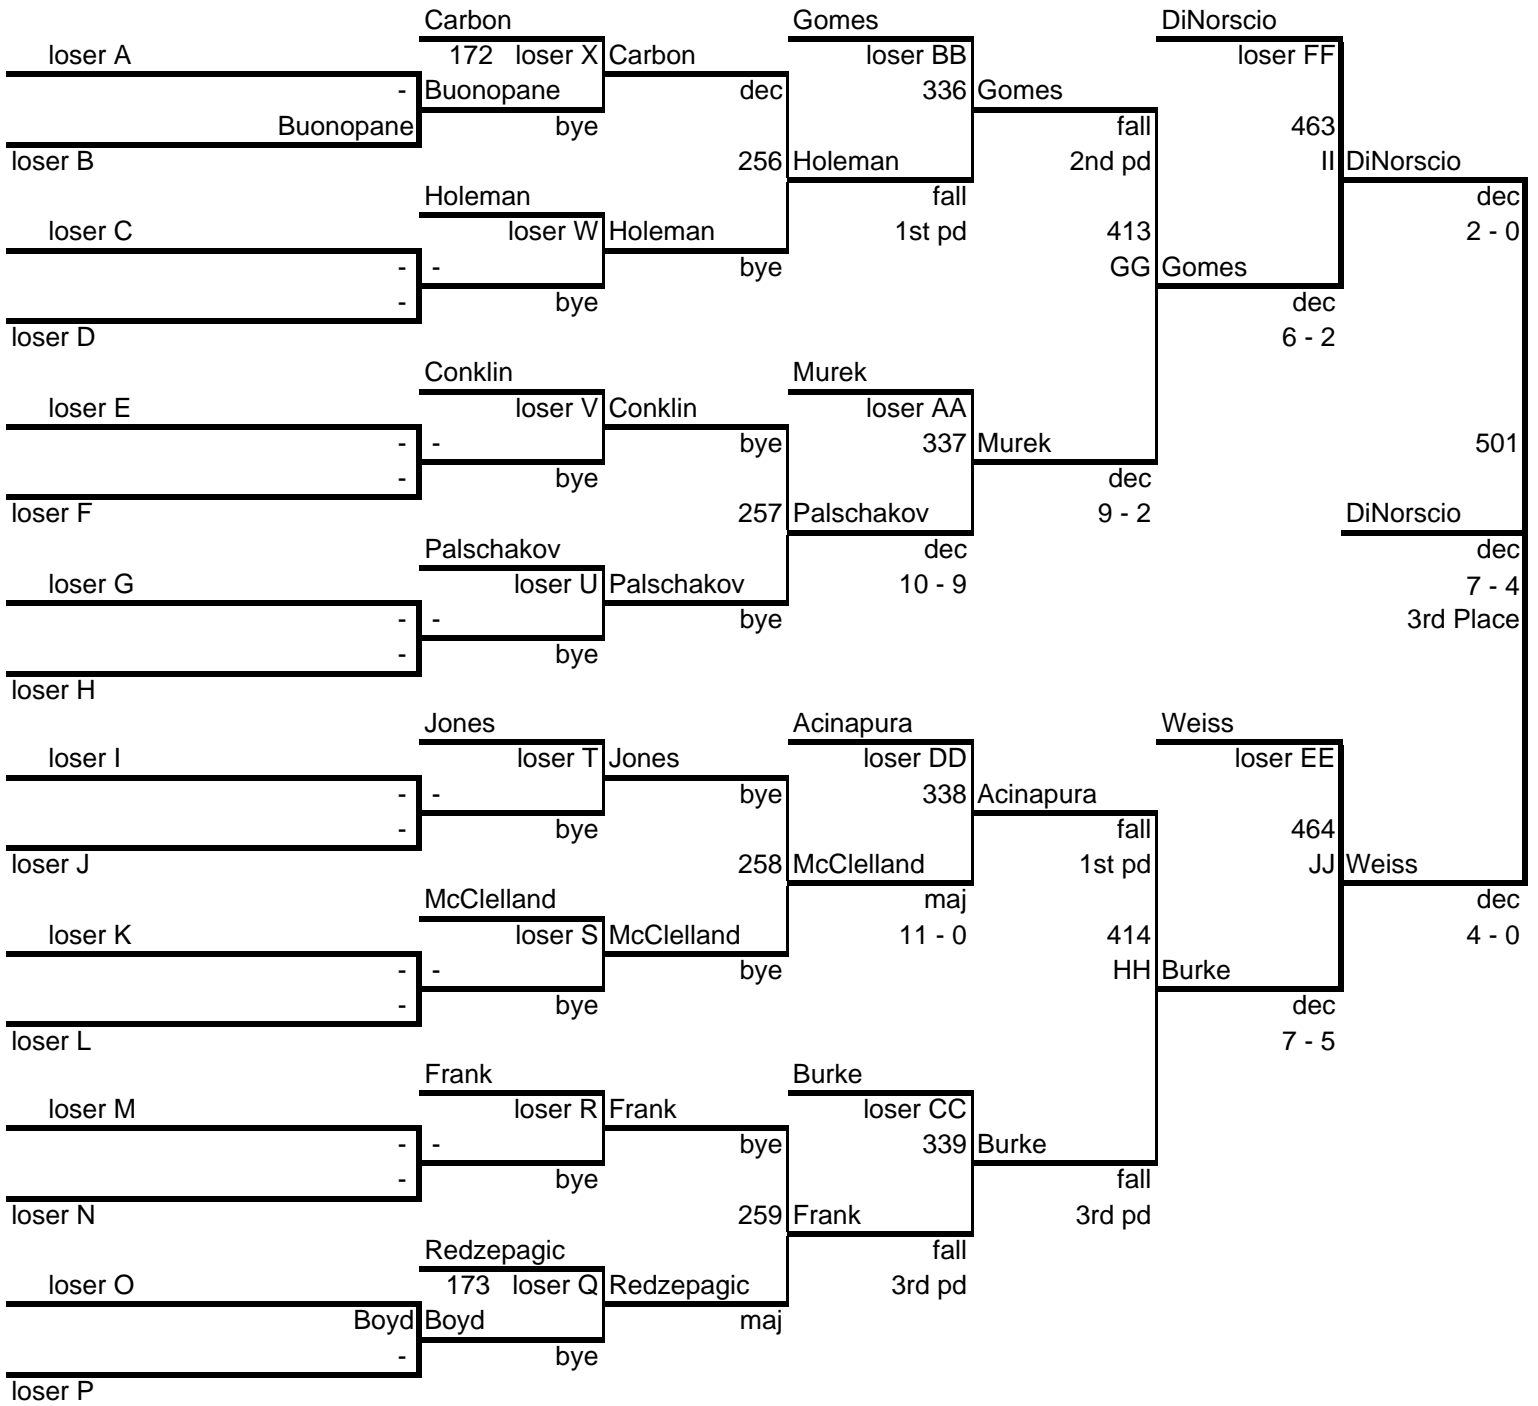 Carbon Gomes DiNorscio
loser A 172 loser X Carbon loser BB loser FF
- Buonopane dec 336 Gomes
Buonopane bye fall 463
loser B 256 Holeman 2nd pd II DiNorscio
Holeman fall dec
loser C loser W Holeman 1st pd 413 2 - 0
- - bye GG Gomes
- bye dec
loser D 6 - 2
Conklin Murek
loser E loser V Conklin loser AA
- - bye 337 Murek 501
- bye dec
loser F 257 Palschakov 9 - 2 DiNorscio
Palschakov dec dec
loser G loser U Palschakov 10 - 9 7 - 4
- - bye 3rd Place
- bye
loser H
Jones Acinapura Weiss
loser I loser T Jones loser DD loser EE
- - bye 338 Acinapura
- bye fall 464
loser J 258 McClelland 1st pd JJ Weiss
McClelland maj dec
loser K loser S McClelland 11 - 0 414 4 - 0
- - bye HH Burke
- bye dec
loser L 7 - 5
Frank Burke
loser M loser R Frank loser CC
- - bye 339 Burke
- bye fall
loser N 259 Frank 3rd pd
Redzepagic fall
loser O 173 loser Q Redzepagic 3rd pd
Boyd Boyd maj
- bye
loser P